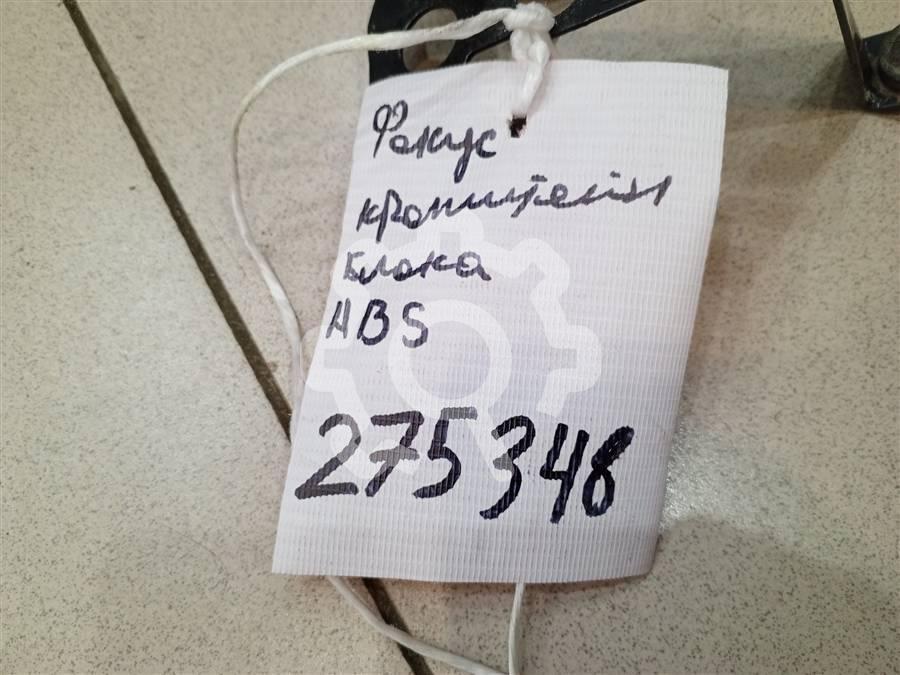 Фокус
кронштейн
блока
ABS
275348